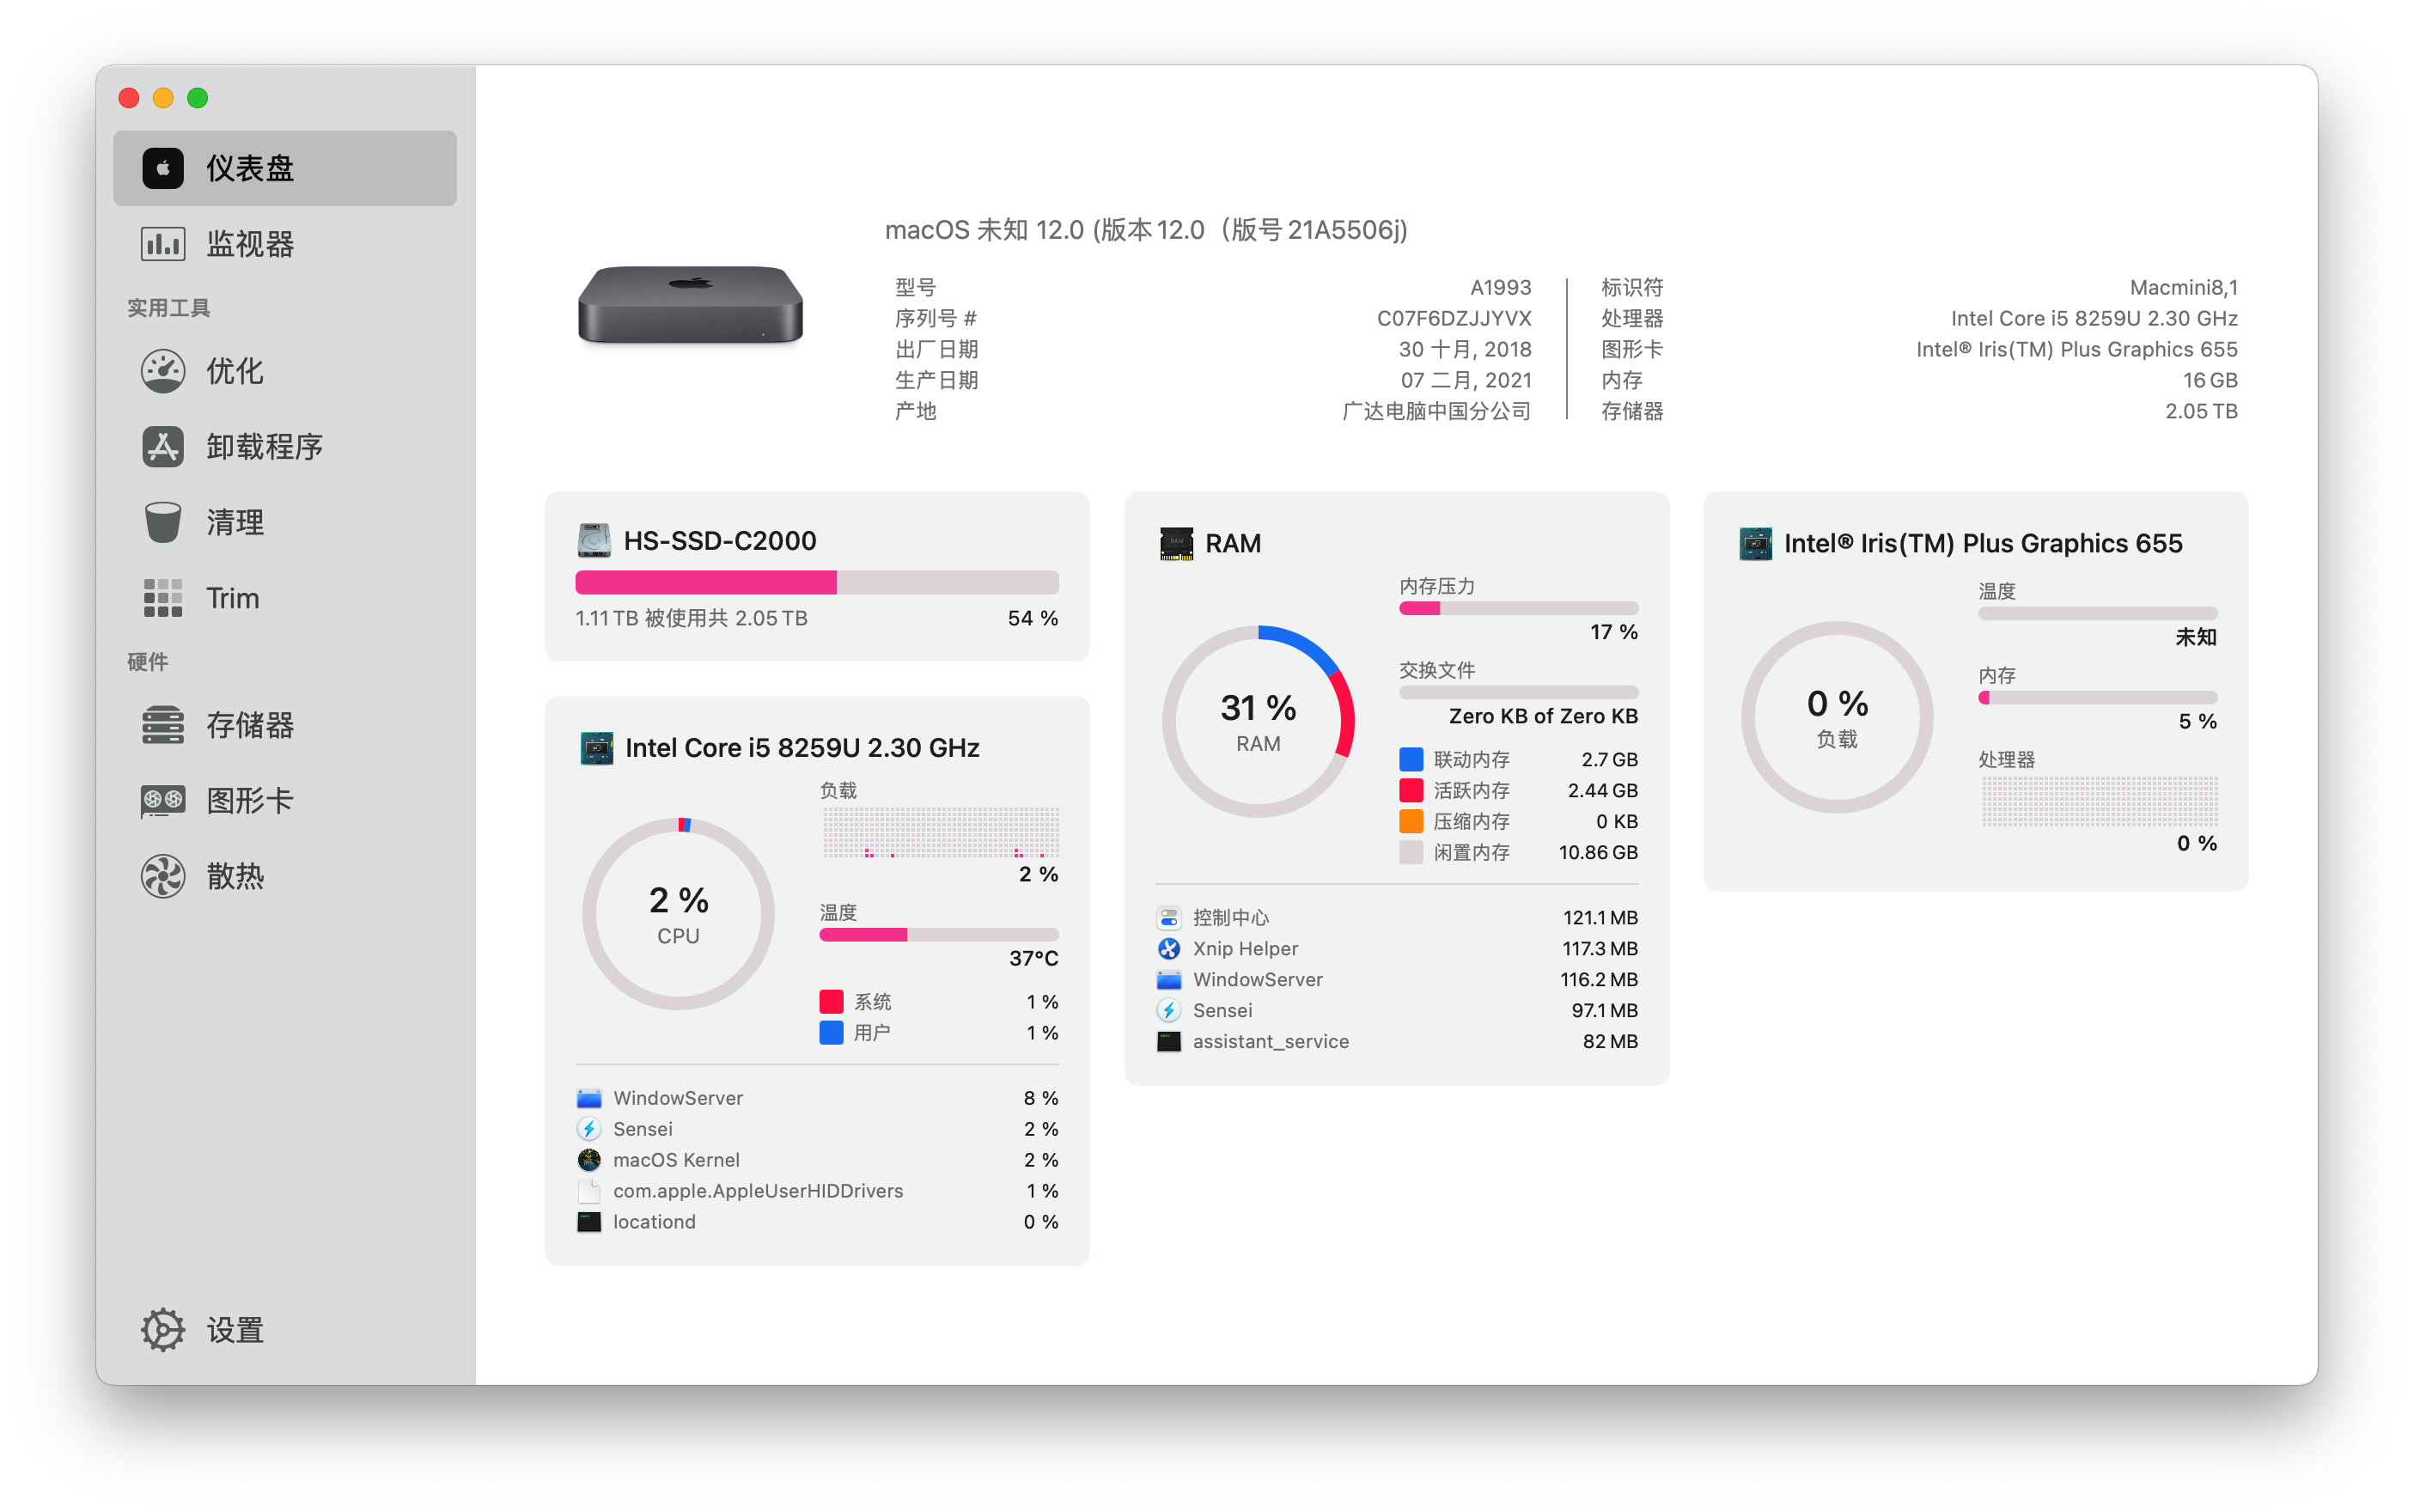 仪表盘
监视器
实用工具
优化
卸载程序
清理
Trim
硬件
存储器
图形卡
散热
设置
macOS 未知 12.0 (版本 12.0（版号 21A5506j)
型号 A1993
序列号 # C07F6DZJJYVX
出厂日期 30 十月, 2018
生产日期 07 二月, 2021
产地 广达电脑中国分公司
标识符 Macmini8,1
处理器 Intel Core i5 8259U 2.30 GHz
图形卡 Intel® Iris(TM) Plus Graphics 655
内存 16 GB
存储器 2.05 TB
HS-SSD-C2000
1.11 TB 被使用共 2.05 TB 54 %
Intel Core i5 8259U 2.30 GHz
2 %
CPU
负载
2 %
温度
37°C
系统 1 %
用户 1 %
WindowServer 8 %
Sensei 2 %
macOS Kernel 2 %
com.apple.AppleUserHIDDrivers 1 %
locationd 0 %
RAM
31 %
RAM
内存压力
17 %
交换文件
Zero KB of Zero KB
联动内存 2.7 GB
活跃内存 2.44 GB
压缩内存 0 KB
闲置内存 10.86 GB
控制中心 121.1 MB
Xnip Helper 117.3 MB
WindowServer 116.2 MB
Sensei 97.1 MB
assistant_service 82 MB
Intel® Iris(TM) Plus Graphics 655
0 %
负载
温度
未知
内存
5 %
处理器
0 %